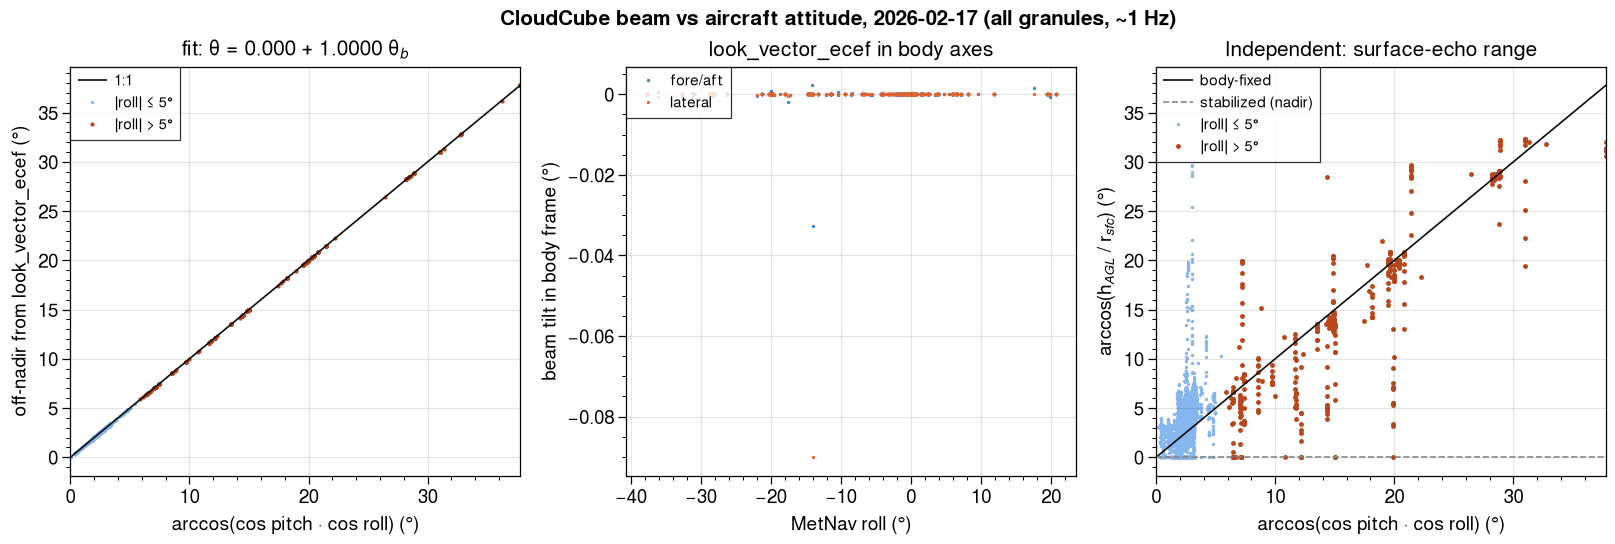 CloudCube beam vs aircraft attitude, 2026-02-17 (all granules, ~1 Hz)
fit: θ = 0.000 + 1.0000 θb
1:1
|roll| ≤ 5°
|roll| > 5°
35
30
25
20
15
10
5
0
0
10
20
30
off-nadir from look_vector_ecef (°)
arccos(cos pitch · cos roll) (°)
look_vector_ecef in body axes
fore/aft
lateral
0
−0.02
−0.04
−0.06
−0.08
−40
−30
−20
−10
0
10
20
beam tilt in body frame (°)
MetNav roll (°)
Independent: surface-echo range
body-fixed
stabilized (nadir)
|roll| ≤ 5°
|roll| > 5°
35
30
25
20
15
10
5
0
0
10
20
30
arccos(hAGL / rsfc) (°)
arccos(cos pitch · cos roll) (°)